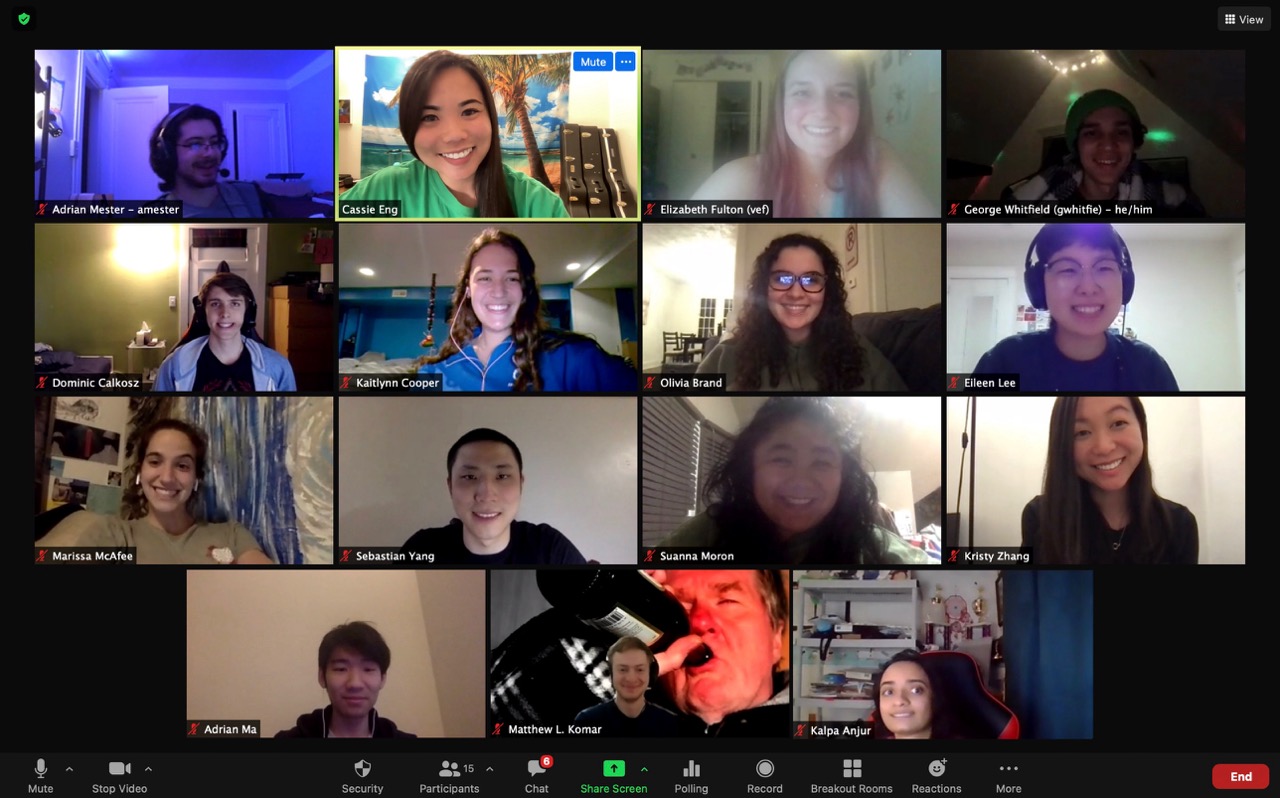 View
Mute
Adrian Mester – amester
Cassie Eng
Elizabeth Fulton (vef)
George Whitfield (gwhitfie) – he/him
Dominic Calkosz
Kaitlynn Cooper
Olivia Brand
Eileen Lee
Marissa McAfee
Sebastian Yang
Suanna Moron
Kristy Zhang
Adrian Ma
Matthew L. Komar
Kalpa Anjur
15
6
Mute
Stop Video
Security
Participants
Chat
Share Screen
Polling
Record
Breakout Rooms
Reactions
More
End